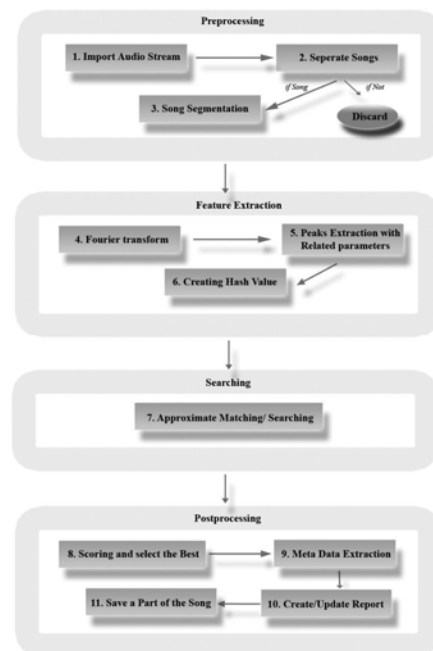 Preprocessing
1. Import Audio Stream
2. Seperate Songs
if Song
if Not
3. Song Segmentation
Discard
Feature Extraction
4. Fourier transform
5. Peaks Extraction with
Related parameters
6. Creating Hash Value
Searching
7. Approximate Matching/ Searching
Postprocessing
8. Scoring and select the Best
9. Meta Data Extraction
11. Save a Part of the Song
10. Create/Update Report